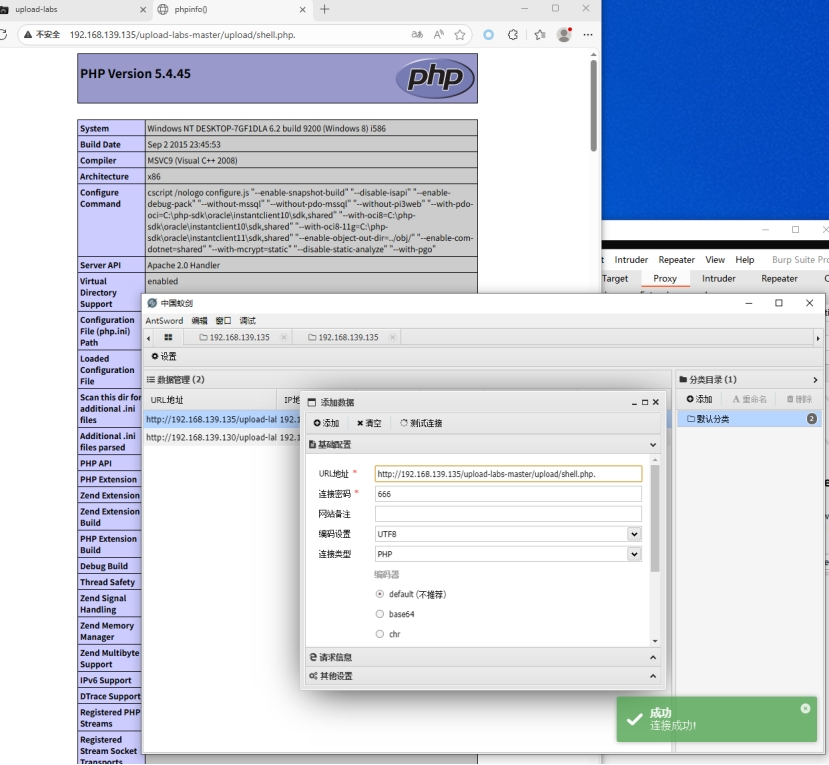 upload-labs
phpinfo()
不安全 192.168.139.135/upload-labs-master/upload/shell.php.
PHP Version 5.4.45
php
System Windows NT DESKTOP-7GF1DLA 6.2 build 9200 (Windows 8) i586
Build Date Sep 2 2015 23:45:53
Compiler MSVC9 (Visual C++ 2008)
Architecture x86
Configure Command cscript /nologo configure.js "--enable-snapshot-build" "--disable-isapi" "--enable-
debug-pack" "--without-mssql" "--without-pdo-mssql" "--without-pi3web" "--with-pdo-
oci=C:\php-sdk\oracle\instantclient10\sdk,shared" "--with-oci8=C:\php-
sdk\oracle\instantclient10\sdk,shared" "--with-oci8-11g=C:\php-
sdk\oracle\instantclient11\sdk,shared" "--enable-object-out-dir=../obj/" "--enable-com-
dotnet=shared" "--with-mcrypt=static" "--disable-static-analyze" "--with-pgo"
Server API Apache 2.0 Handler
Virtual Directory Support enabled
Configuration
File (php.ini)
Path
Loaded
Configuration
File
Scan this dir for
additional .ini
files
Additional .ini
files parsed
PHP API
PHP Extension
Zend Extension
Zend Extension
Build
PHP Extension
Build
Debug Build
Thread Safety
Zend Signal
Handling
Zend Memory
Manager
Zend Multibyte
Support
IPv6 Support
DTrace Support
Registered PHP
Streams
Registered
Stream Socket
Transports
t Intruder Repeater View Help Burp Suite Pro
Target Proxy Intruder Repeater
中国蚁剑
AntSword 编辑 窗口 调试
192.168.139.135 192.168.139.135
设置
数据管理 (2)
URL地址 IP地
http://192.168.139.135/upload-lal 192.1
http://192.168.139.130/upload-lal 192.1
分类目录 (1)
添加 重命名 删除
默认分类 2
添加数据
添加 清空 测试连接
基础配置
URL地址 * http://192.168.139.135/upload-labs-master/upload/shell.php.
连接密码 * 666
网站备注
编码设置 UTF8
连接类型 PHP
编码器
default (不推荐)
base64
chr
请求信息
其他设置
成功
连接成功!